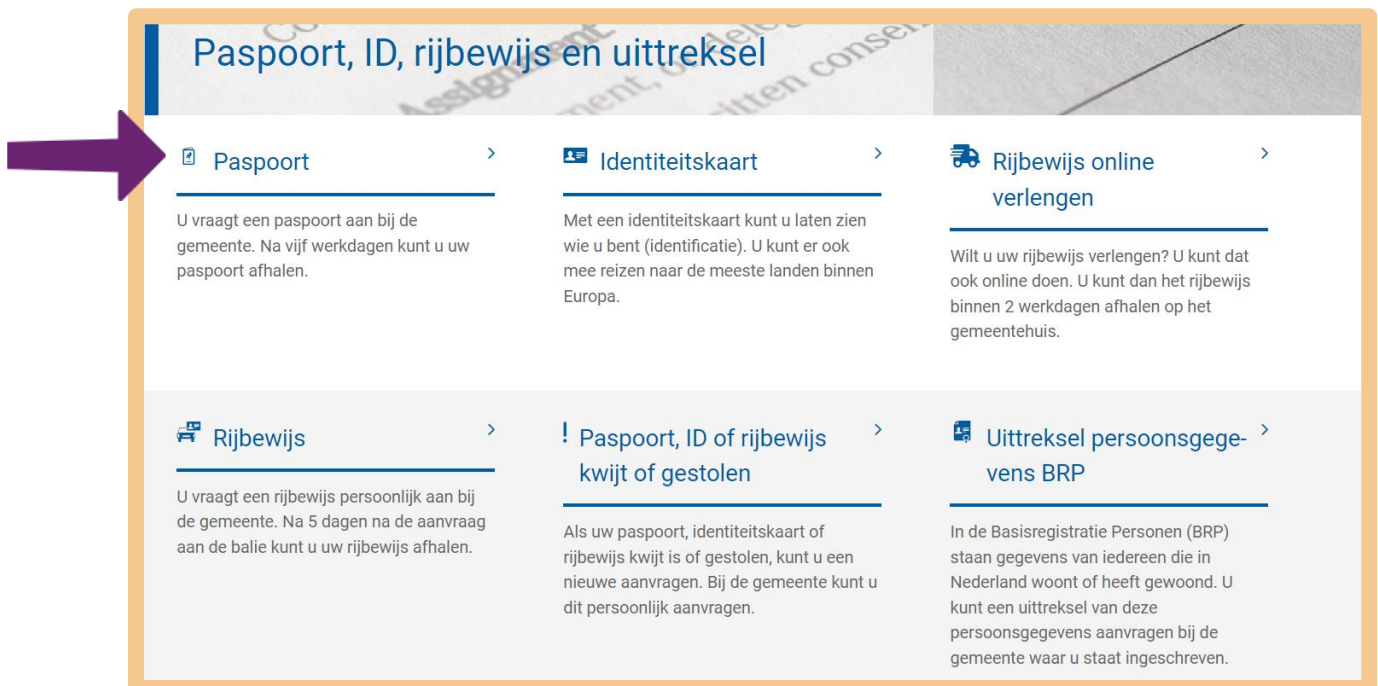 Assignment
ment, or
deleg
itten consen
Paspoort, ID, rijbewijs en uittreksel
Paspoort
U vraagt een paspoort aan bij de
gemeente. Na vijf werkdagen kunt u uw
paspoort afhalen.
Identiteitskaart
Met een identiteitskaart kunt u laten zien
wie u bent (identificatie). U kunt er ook
mee reizen naar de meeste landen binnen
Europa.
Rijbewijs online
verlengen
Wilt u uw rijbewijs verlengen? U kunt dat
ook online doen. U kunt dan het rijbewijs
binnen 2 werkdagen afhalen op het
gemeentehuis.
Rijbewijs
U vraagt een rijbewijs persoonlijk aan bij
de gemeente. Na 5 dagen na de aanvraag
aan de balie kunt u uw rijbewijs afhalen.
Paspoort, ID of rijbewijs
kwijt of gestolen
Als uw paspoort, identiteitskaart of
rijbewijs kwijt is of gestolen, kunt u een
nieuwe aanvragen. Bij de gemeente kunt u
dit persoonlijk aanvragen.
Uittreksel persoonsgege-
vens BRP
In de Basisregistratie Personen (BRP)
staan gegevens van iedereen die in
Nederland woont of heeft gewoond. U
kunt een uittreksel van deze
persoonsgegevens aanvragen bij de
gemeente waar u staat ingeschreven.